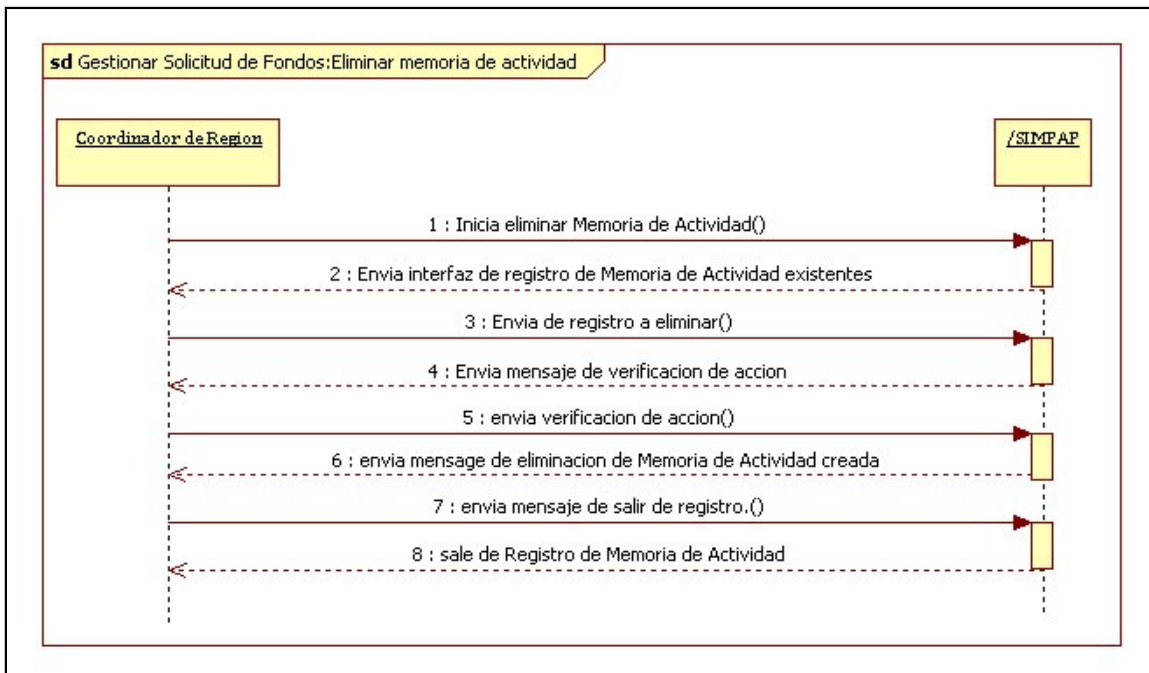 sd Gestionar Solicitud de Fondos:Eliminar memoria de actividad
Coordinador de Region
/SIMPAP
1 : Inicia eliminar Memoria de Actividad()
2 : Envia interfaz de registro de Memoria de Actividad existentes
3 : Envia de registro a eliminar()
4 : Envia mensaje de verificacion de accion
5 : envia verificacion de accion()
6 : envia mensage de eliminacion de Memoria de Actividad creada
7 : envia mensaje de salir de registro.()
8 : sale de Registro de Memoria de Actividad